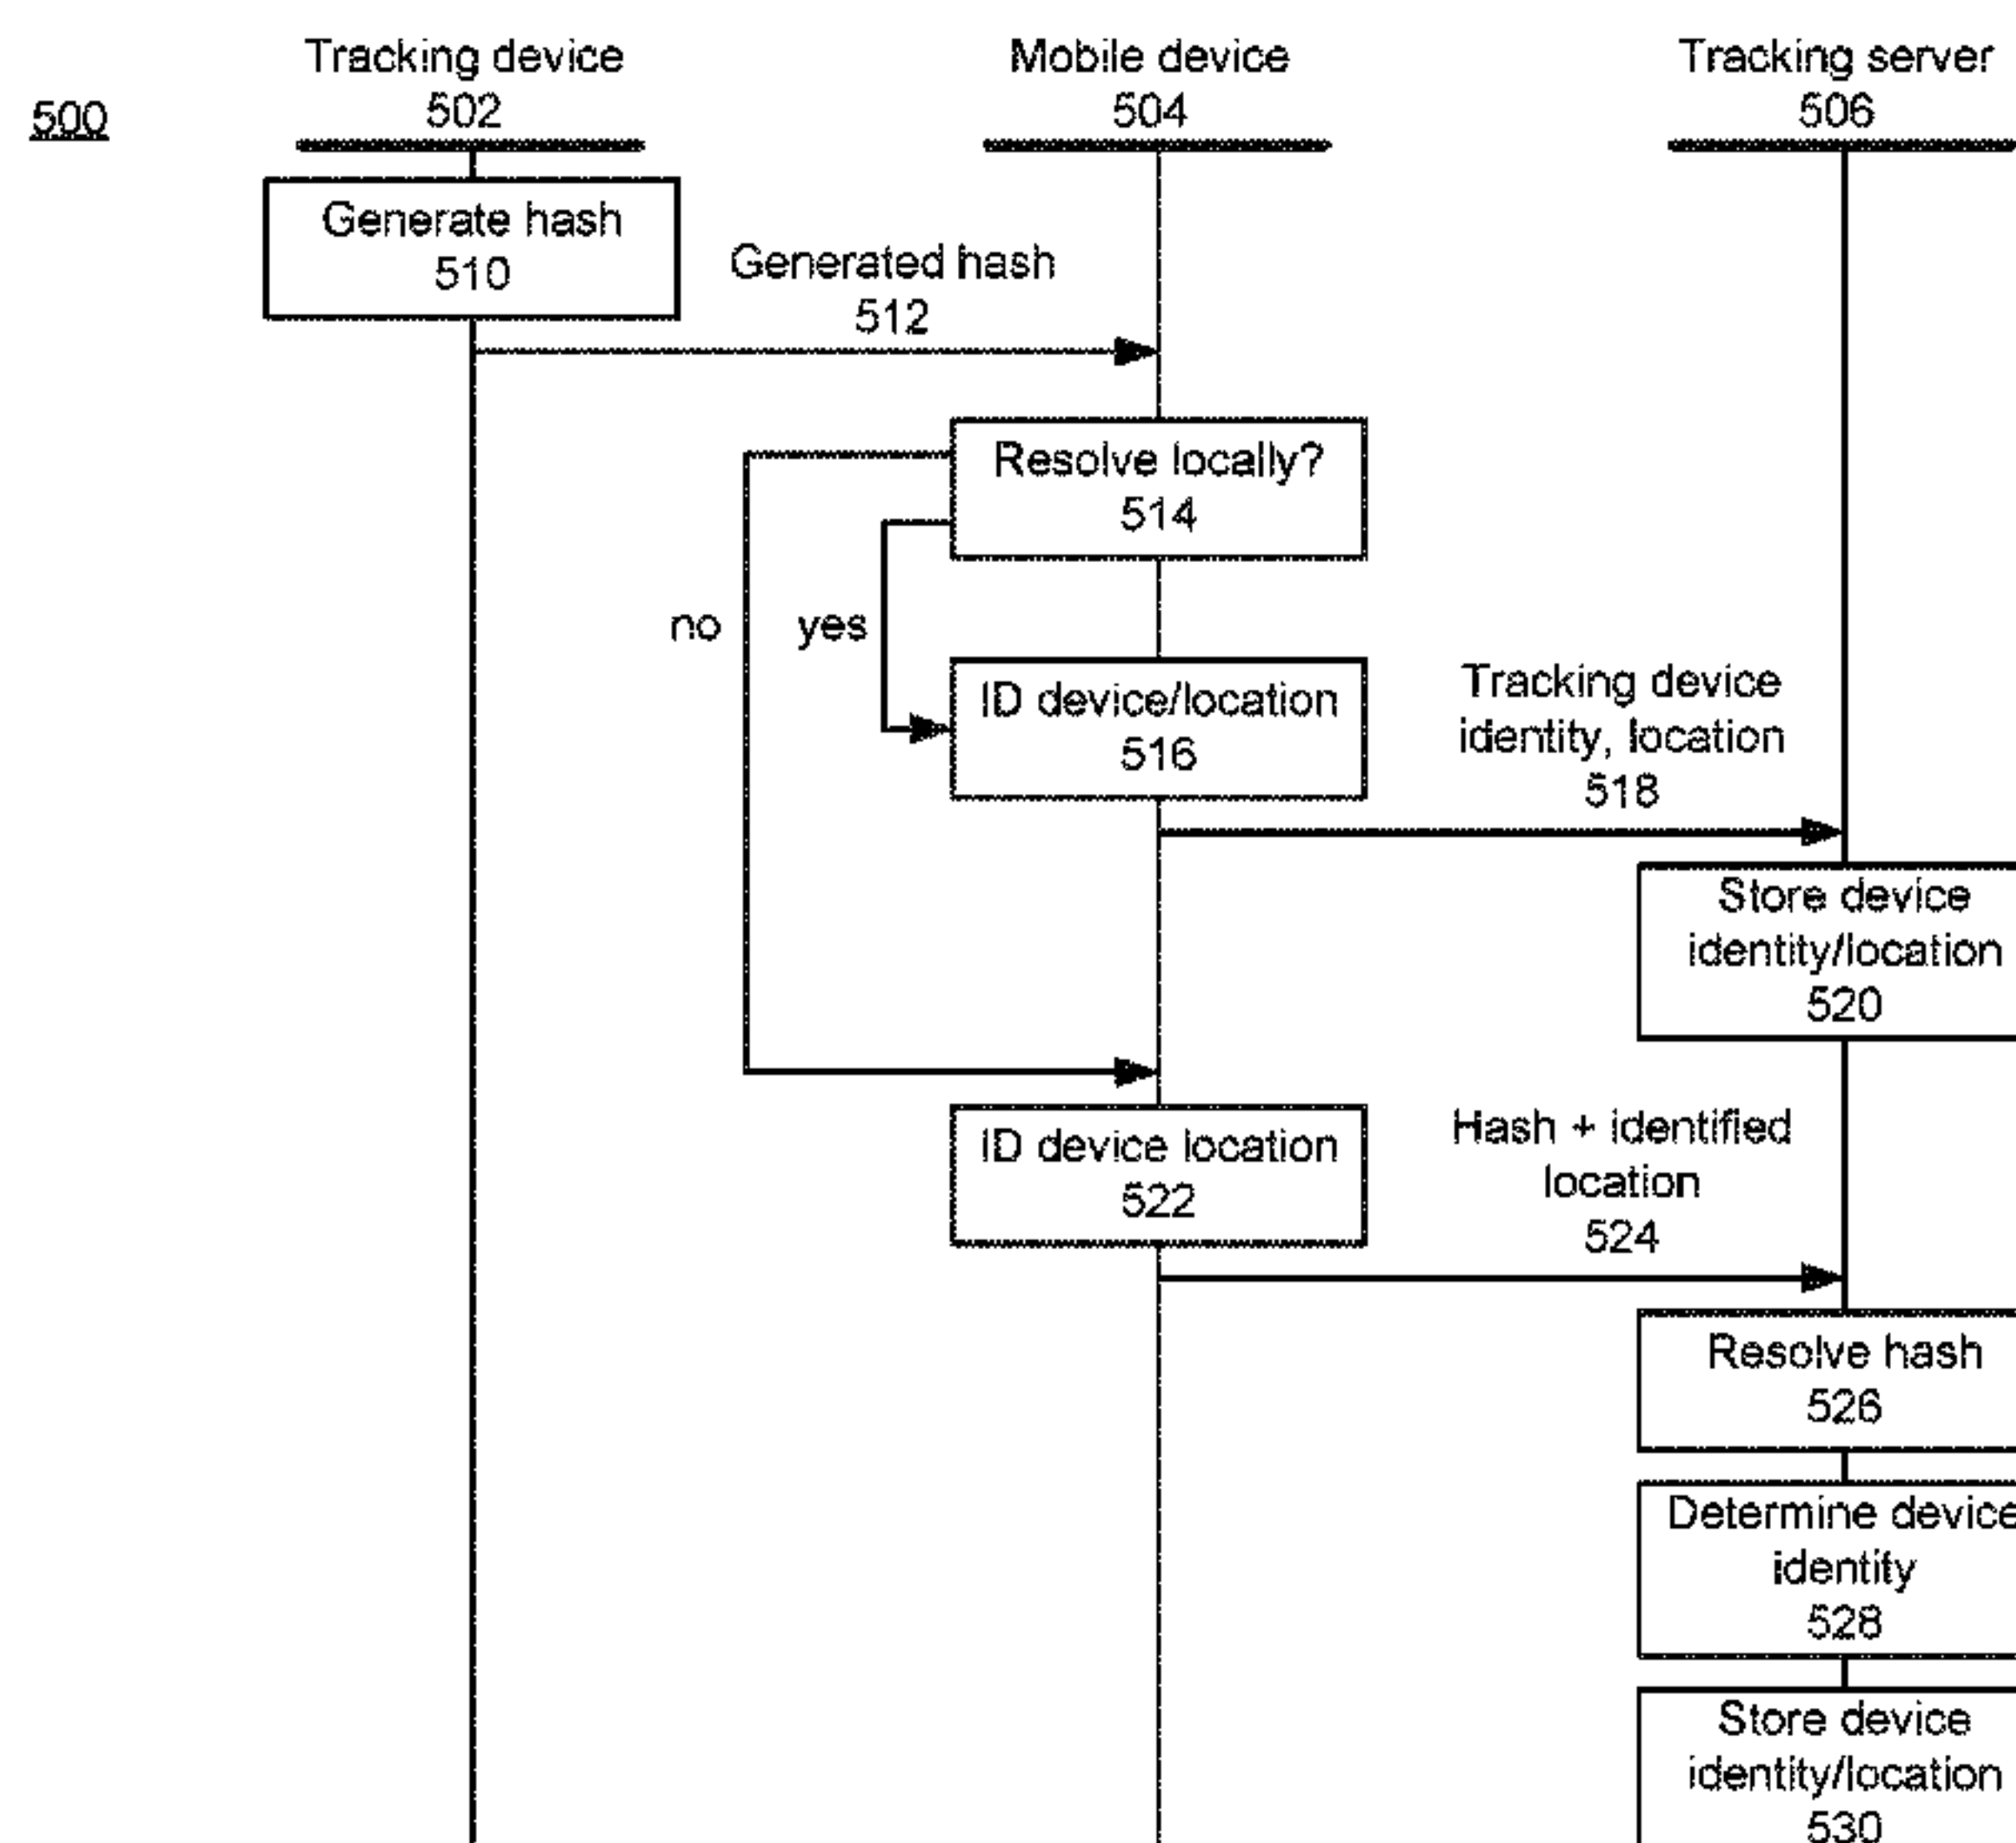 Tracking device
502
Mobile device
504
Tracking server
506
500
Generate hash
510
Generated hash
512
Resolve locally?
514
no
yes
ID device/location
516
Tracking device
identity, location
518
Store device
identity/location
520
ID device location
522
Hash + identified
location
524
Resolve hash
526
Determine device
identity
528
Store device
identity/location
530